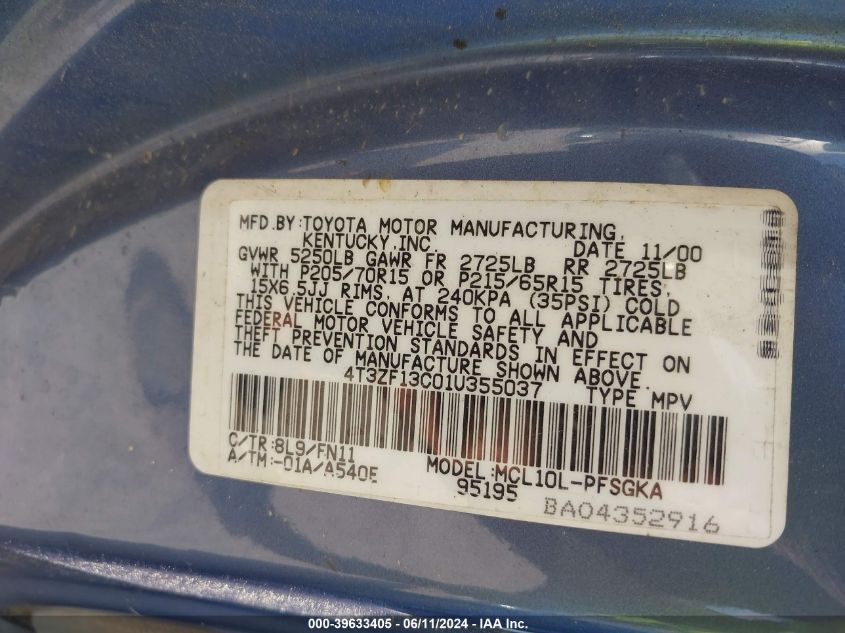 MFD.BY:TOYOTA MOTOR MANUFACTURING,
KENTUCKY,INC. DATE 11/00
GVWR 5250LB GAWR FR 2725LB RR 2725LB
WITH P205/70R15 OR P215/65R15 TIRES,
15X6.5JJ RIMS, AT 240KPA (35PSI) COLD
THIS VEHICLE CONFORMS TO ALL APPLICABLE
FEDERAL MOTOR VEHICLE SAFETY AND
THEFT PREVENTION STANDARDS IN EFFECT ON
THE DATE OF MANUFACTURE SHOWN ABOVE.
4T3ZF13C01U355037 TYPE MPV
C/TR:8L9/FN11
A/TM:-01A/A540E MODEL:MCL10L-PFSGKA
95195 BA04352916
000-39633405 - 06/11/2024 - IAA, Inc.